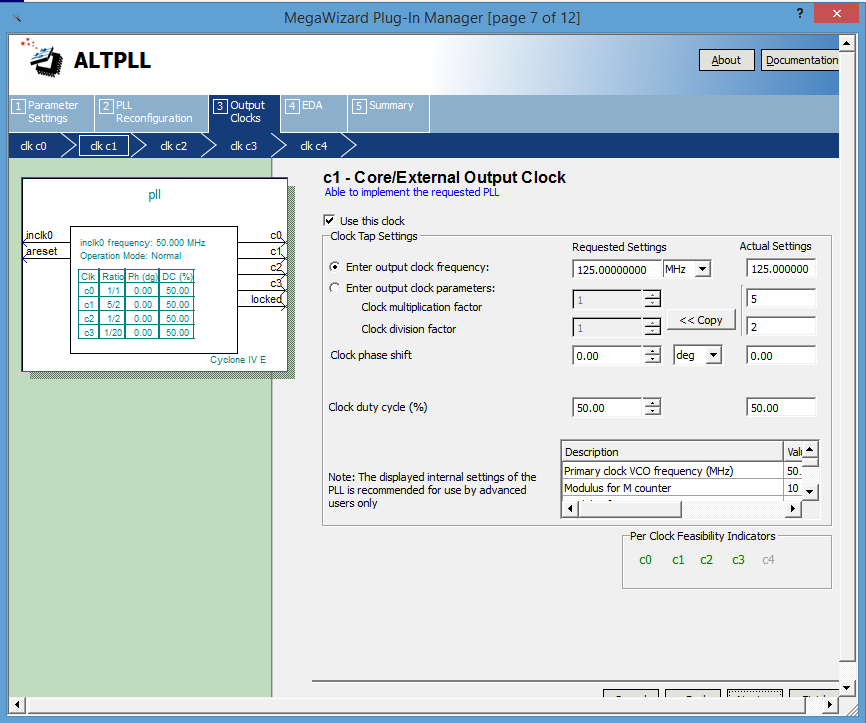 MegaWizard Plug-In Manager [page 7 of 12]
?
ALTPLL
About
Documentation
1 Parameter Settings
2 PLL Reconfiguration
3 Output Clocks
4 EDA
5 Summary
clk c0
clk c1
clk c2
clk c3
clk c4
pll
inclk0
areset
inclk0 frequency: 50.000 MHz
Operation Mode: Normal
Clk Ratio Ph (dg) DC (%)
c0 1/1 0.00 50.00
c1 5/2 0.00 50.00
c2 1/2 0.00 50.00
c3 1/20 0.00 50.00
c0
c1
c2
c3
locked
Cyclone IV E
c1 - Core/External Output Clock
Able to implement the requested PLL
Use this clock
Clock Tap Settings
Requested Settings
Actual Settings
Enter output clock frequency:
125.00000000
MHz
125.000000
Enter output clock parameters:
Clock multiplication factor
1
5
<< Copy
Clock division factor
1
2
Clock phase shift
0.00
deg
0.00
Clock duty cycle (%)
50.00
50.00
Note: The displayed internal settings of the
PLL is recommended for use by advanced
users only
Description
Primary clock VCO frequency (MHz) 50.
Modulus for M counter 10
Per Clock Feasibility Indicators
c0 c1 c2 c3 c4